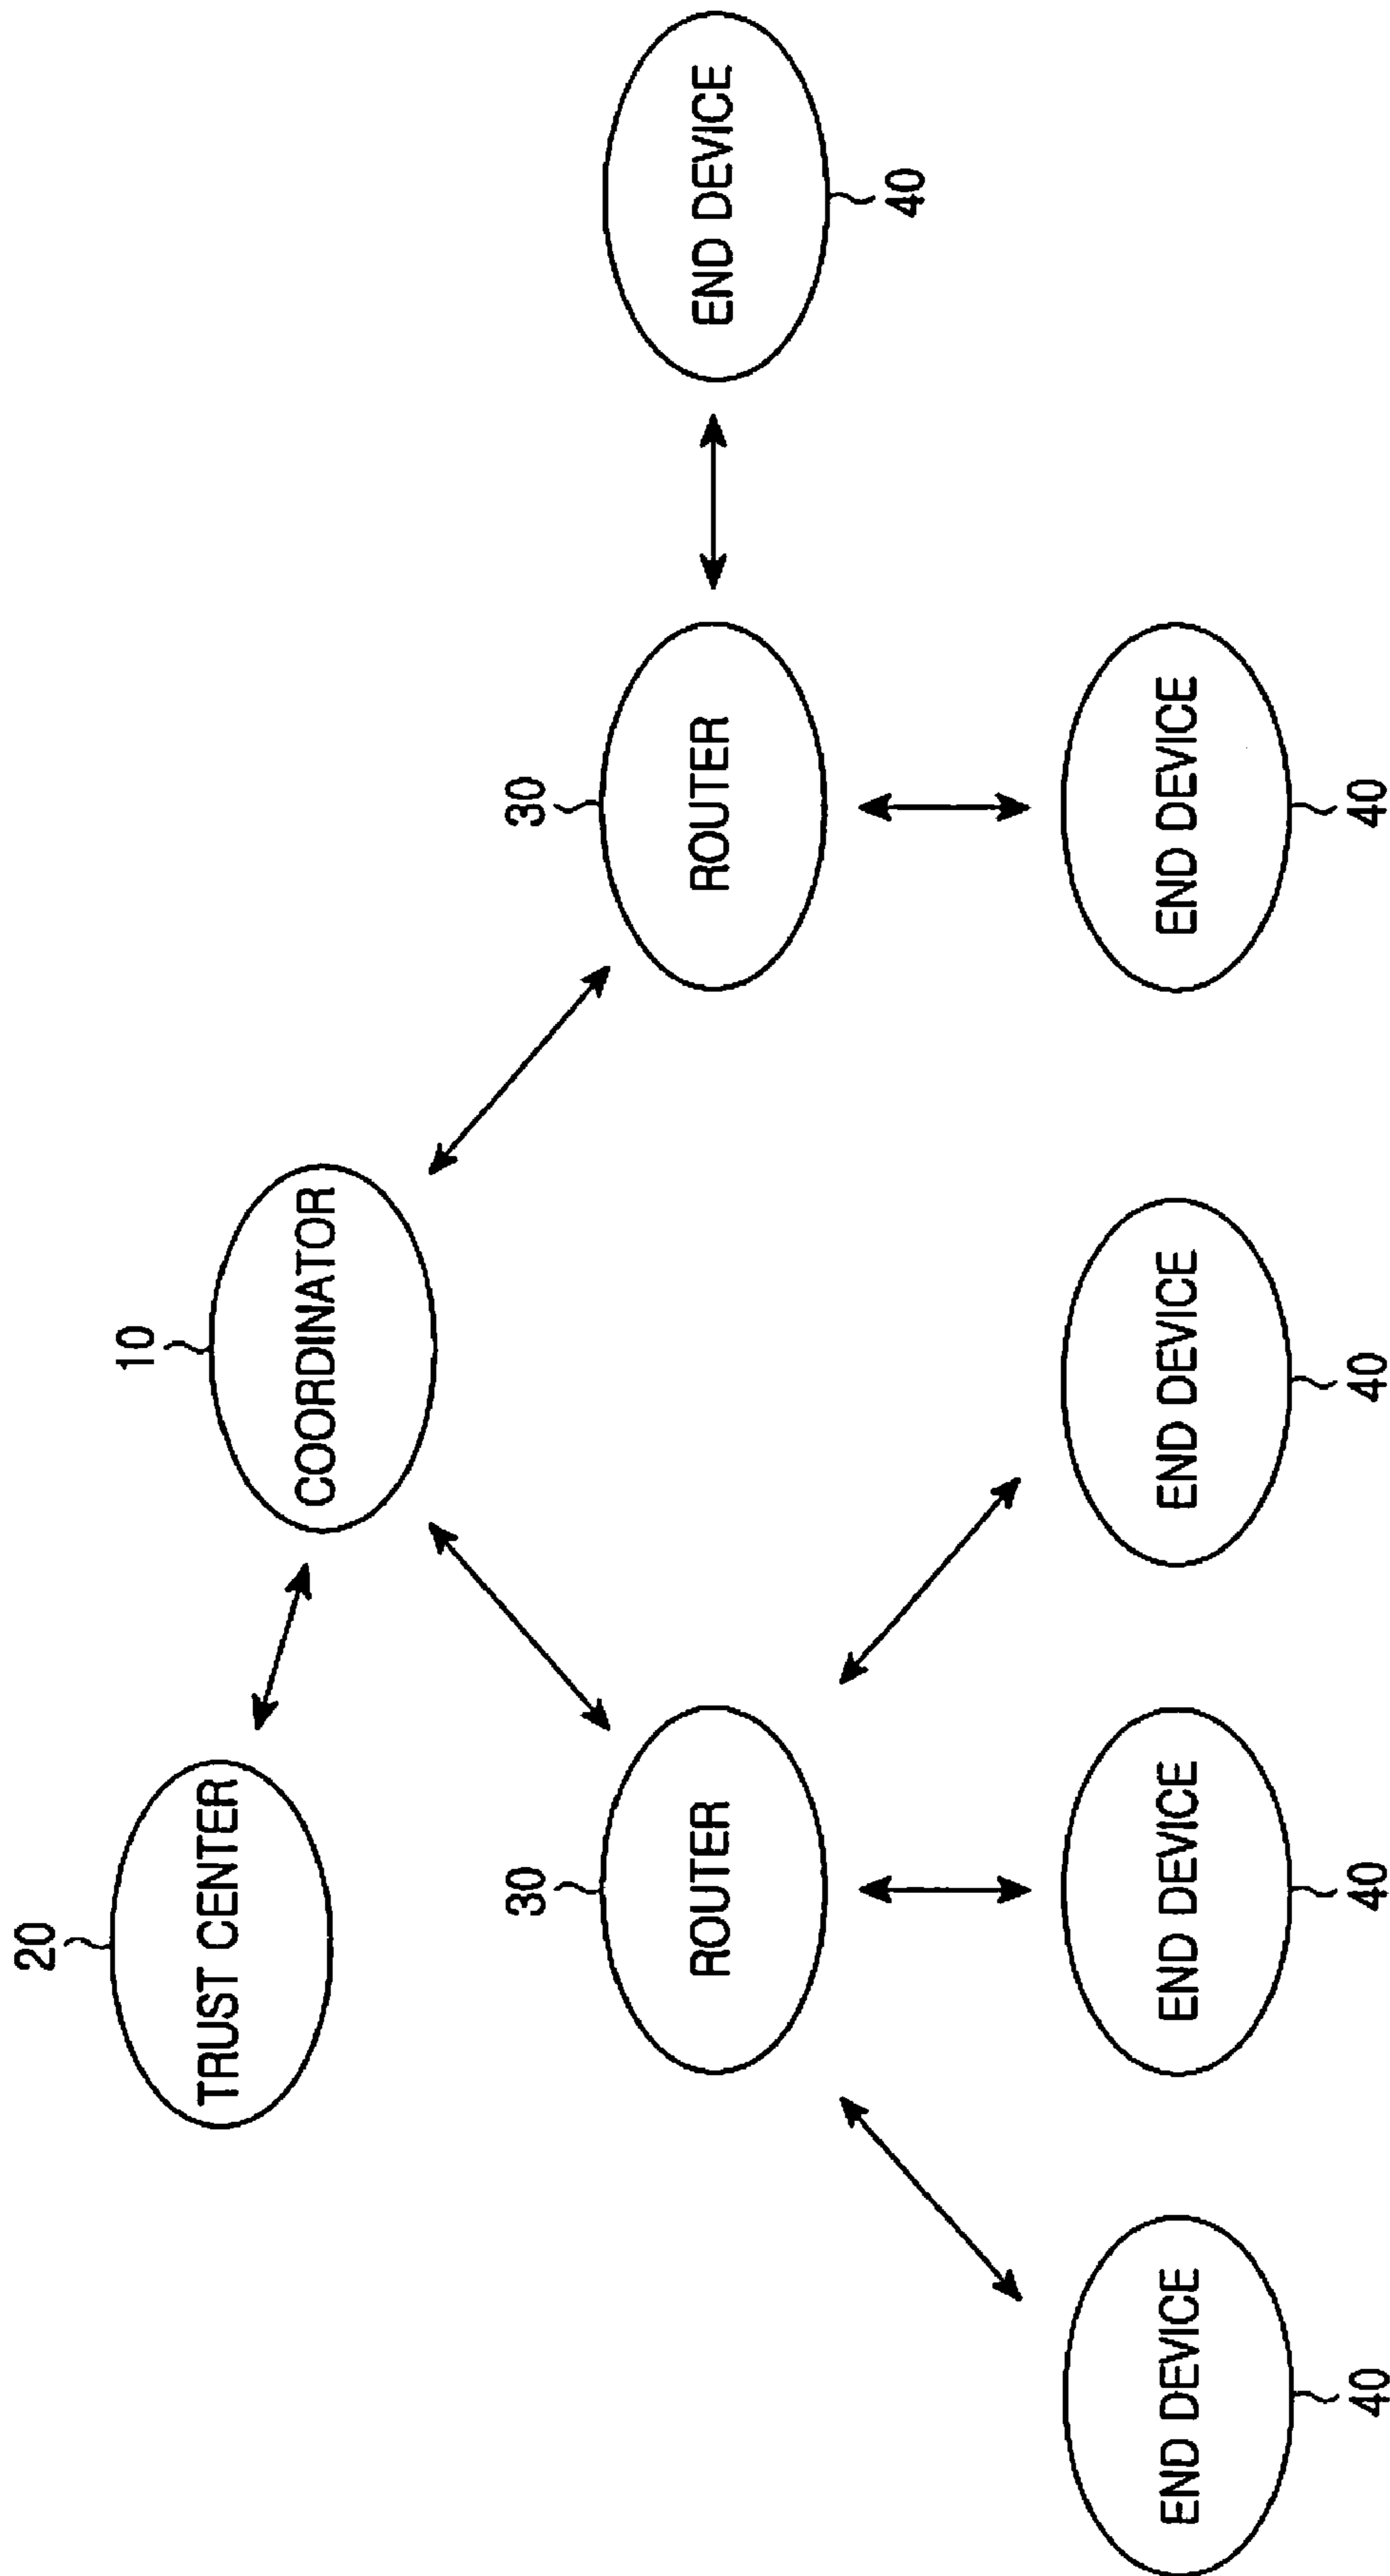 20
TRUST CENTER
10
COORDINATOR
30
ROUTER
30
ROUTER
END DEVICE
40
END DEVICE
40
END DEVICE
40
END DEVICE
40
END DEVICE
40